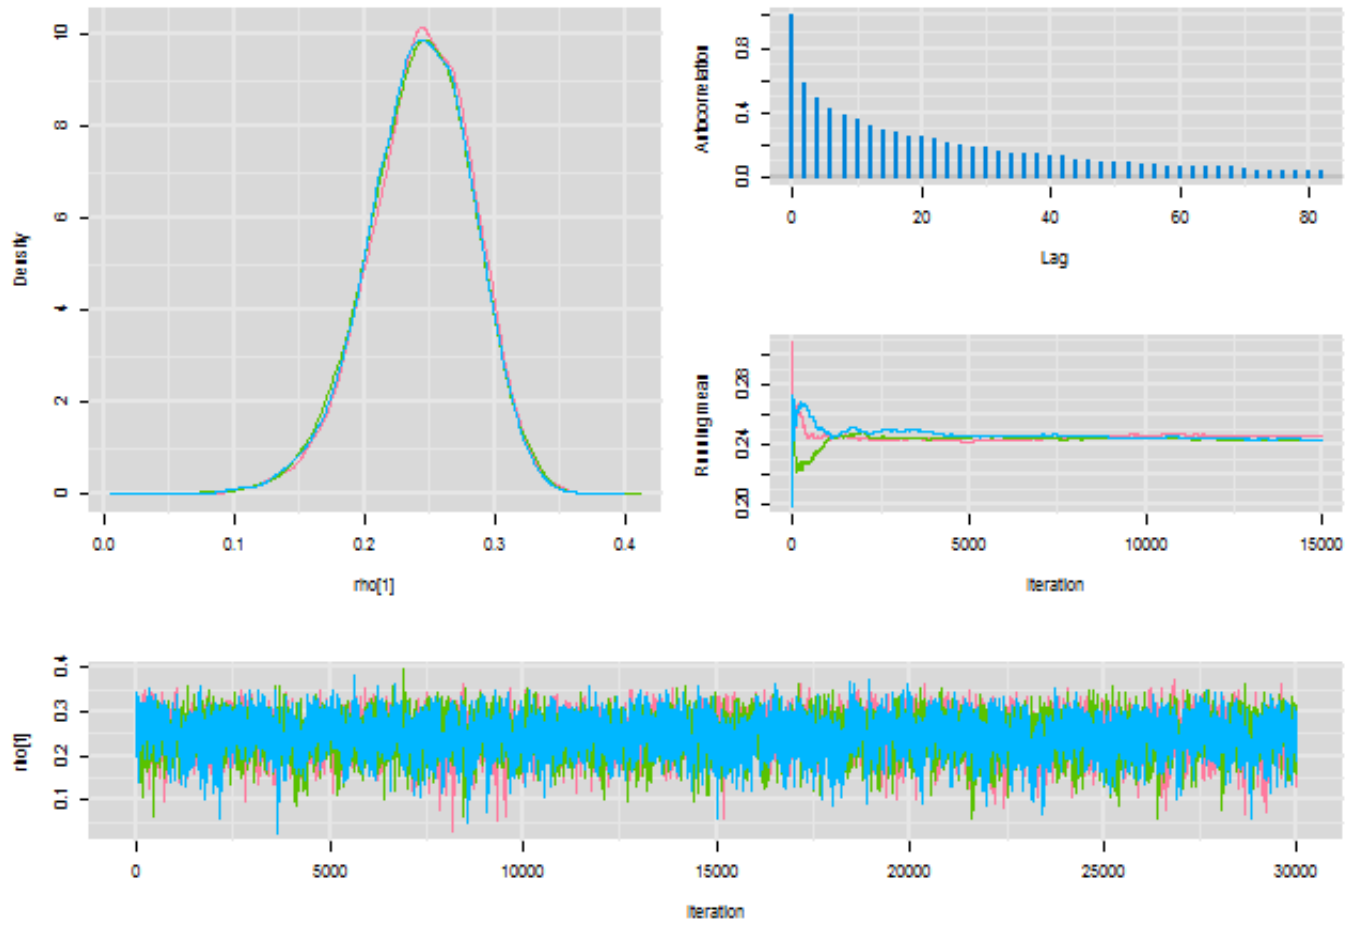 Density
10
8
6
4
2
0
0.0 0.1 0.2 0.3 0.4
rho[1]
Autocorrelation
0.8
0.4
0.0
0 20 40 60 80
Lag
Running mean
0.28
0.24
0.20
0 5000 10000 15000
Iteration
rho[1]
0.4
0.3
0.2
0.1
0 5000 10000 15000 20000 25000 30000
Iteration